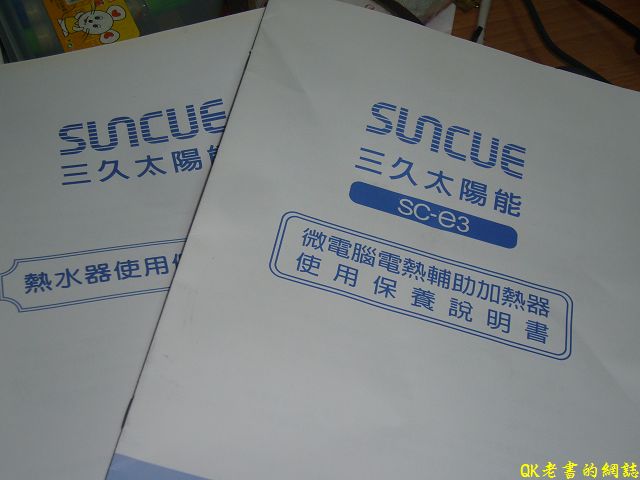 SUNCUE
三久太陽能
熱水器使用
SUNCUE
三久太陽能
SC-e3
微電腦電熱輔助加熱器
使用保養說明書
QK老書的網誌